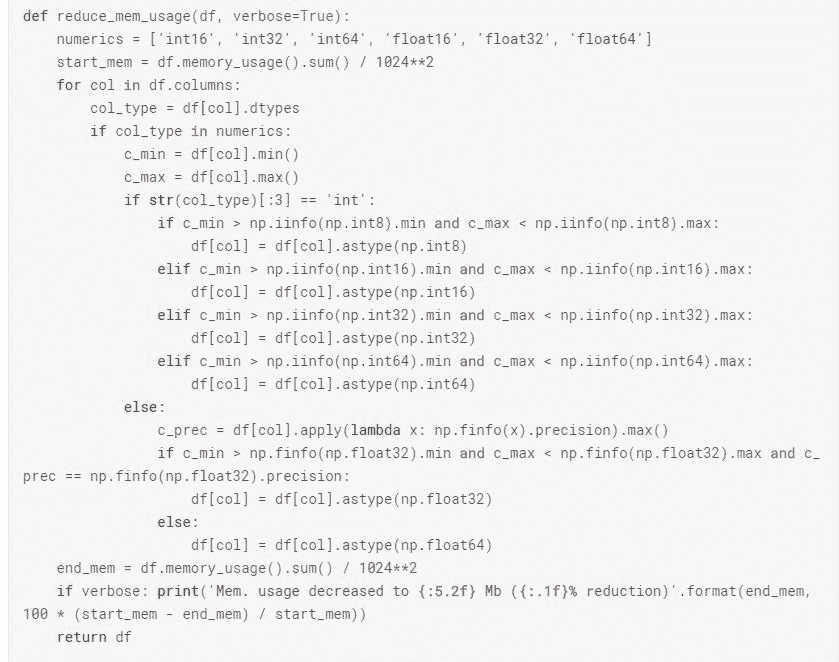 def reduce_mem_usage(df, verbose=True):
    numerics = ['int16', 'int32', 'int64', 'float16', 'float32', 'float64']
    start_mem = df.memory_usage().sum() / 1024**2
    for col in df.columns:
        col_type = df[col].dtypes
        if col_type in numerics:
            c_min = df[col].min()
            c_max = df[col].max()
            if str(col_type)[:3] == 'int':
                if c_min > np.iinfo(np.int8).min and c_max < np.iinfo(np.int8).max:
                    df[col] = df[col].astype(np.int8)
                elif c_min > np.iinfo(np.int16).min and c_max < np.iinfo(np.int16).max:
                    df[col] = df[col].astype(np.int16)
                elif c_min > np.iinfo(np.int32).min and c_max < np.iinfo(np.int32).max:
                    df[col] = df[col].astype(np.int32)
                elif c_min > np.iinfo(np.int64).min and c_max < np.iinfo(np.int64).max:
                    df[col] = df[col].astype(np.int64)
            else:
                c_prec = df[col].apply(lambda x: np.finfo(x).precision).max()
                if c_min > np.finfo(np.float32).min and c_max < np.finfo(np.float32).max and c_
prec == np.finfo(np.float32).precision:
                    df[col] = df[col].astype(np.float32)
                else:
                    df[col] = df[col].astype(np.float64)
    end_mem = df.memory_usage().sum() / 1024**2
    if verbose: print('Mem. usage decreased to {:5.2f} Mb ({:.1f}% reduction)'.format(end_mem,
100 * (start_mem - end_mem) / start_mem))
    return df